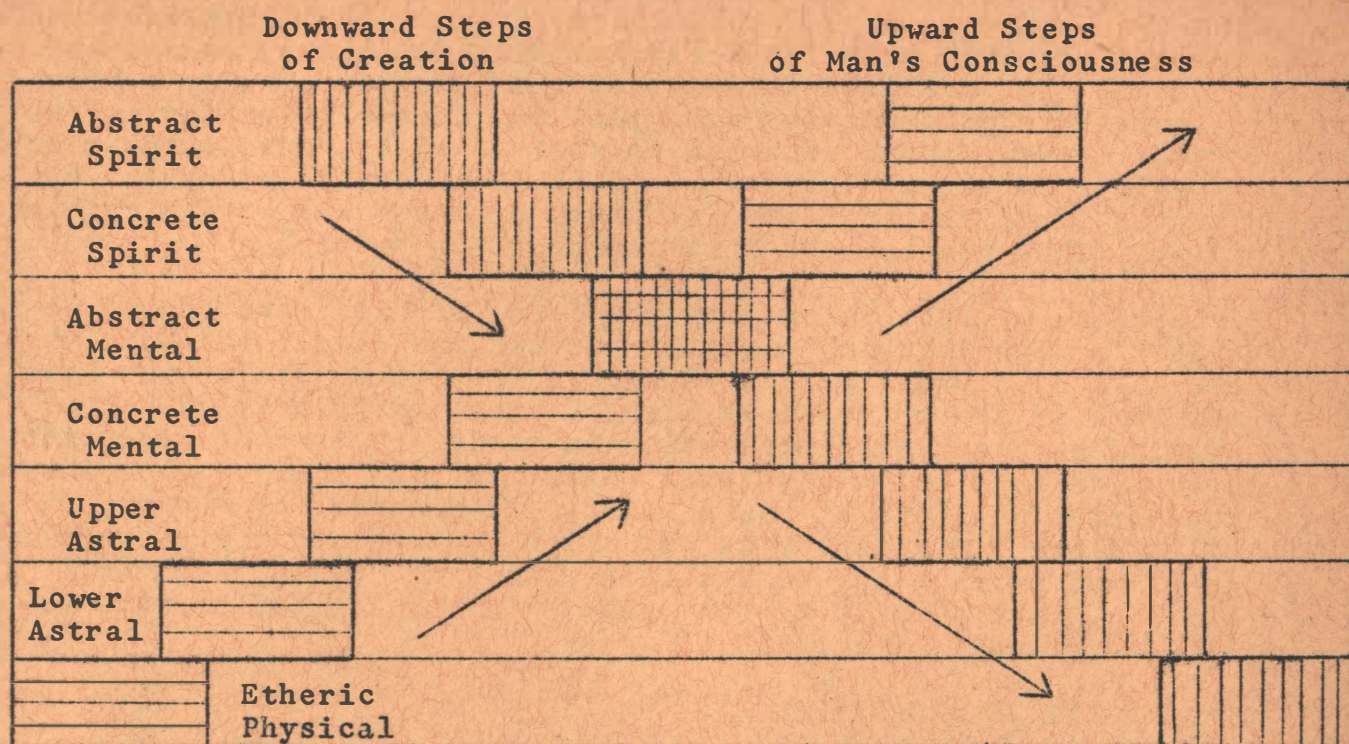 Downward Steps
of Creation
Upward Steps
of Man's Consciousness
Abstract
Spirit
Concrete
Spirit
Abstract
Mental
Concrete
Mental
Upper
Astral
Lower
Astral
Etheric
Physical